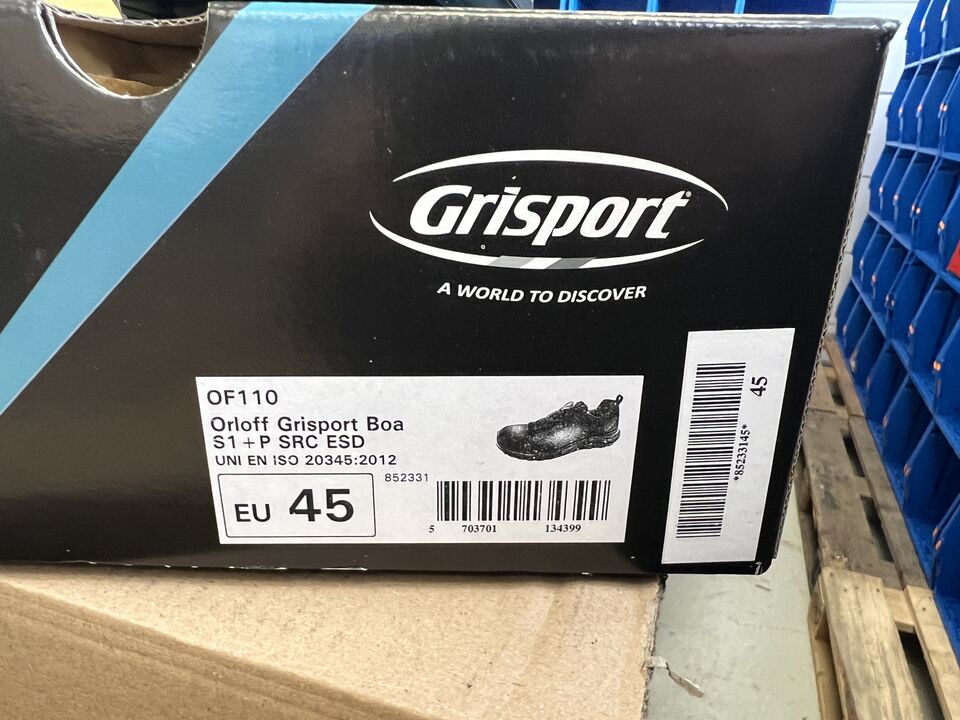 Grisport
A WORLD TO DISCOVER
OF110
Orloff Grisport Boa
S1+P SRC ESD
UNI EN ISO 20345:2012
852331
EU 45
5 703701 134399
*85233145*
45